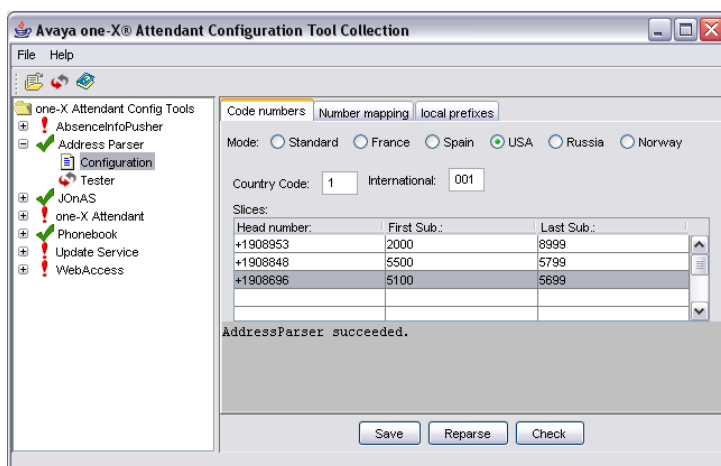 Avaya one-X® Attendant Configuration Tool Collection
File Help
one-X Attendant Config Tools
AbsenceInfoPusher
Address Parser
Configuration
Tester
JOnAS
one-X Attendant
Phonebook
Update Service
WebAccess
Code numbers Number mapping local prefixes
Mode: Standard France Spain USA Russia Norway
Country Code: 1 International: 001
Slices:
Head number: First Sub.: Last Sub.:
+1908953 2000 8999
+1908848 5500 5799
+1908696 5100 5699
AddressParser succeeded.
Save Reparse Check